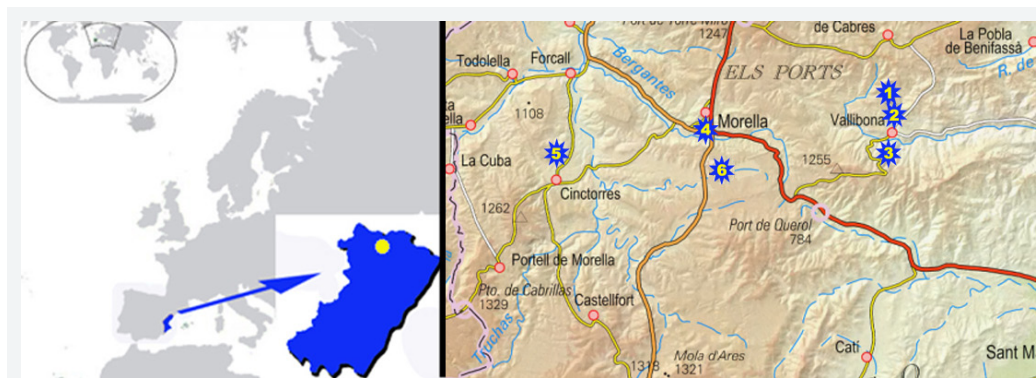 Port de Torre Miró
1247
de Cabres
La Pobla
de Benifassà
R. de
Todolella
Forcall
Bergantes
ELS PORTS
1
2
Vallibona
1108
ella
4
Morella
5
3
La Cuba
6
1255
Cinctorres
1262
Port de Querol
784
Portell de Morella
Pto. de Cabrillas
1329
Castellfort
Truchas
1318
Mola d'Ares
1321
Catí
Sant M
O